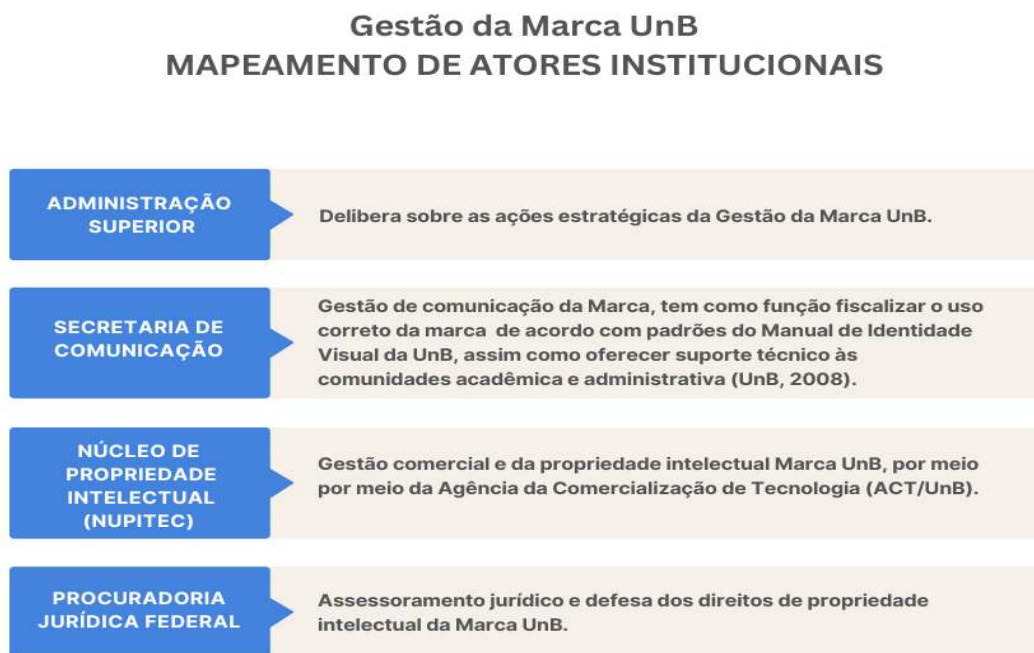 Gestão da Marca UnB
MAPEAMENTO DE ATORES INSTITUCIONAIS
ADMINISTRAÇÃO
SUPERIOR
Delibera sobre as ações estratégicas da Gestão da Marca UnB.
SECRETARIA DE
COMUNICAÇÃO
Gestão de comunicação da Marca, tem como função fiscalizar o uso
correto da marca de acordo com padrões do Manual de Identidade
Visual da UnB, assim como oferecer suporte técnico às
comunidades acadêmica e administrativa (UnB, 2008).
NÚCLEO DE
PROPRIEDADE
INTELECTUAL
(NUPITEC)
Gestão comercial e da propriedade intelectual Marca UnB, por meio
por meio da Agência da Comercialização de Tecnologia (ACT/UnB).
PROCURADORIA
JURÍDICA FEDERAL
Assessoramento jurídico e defesa dos direitos de propriedade
intelectual da Marca UnB.